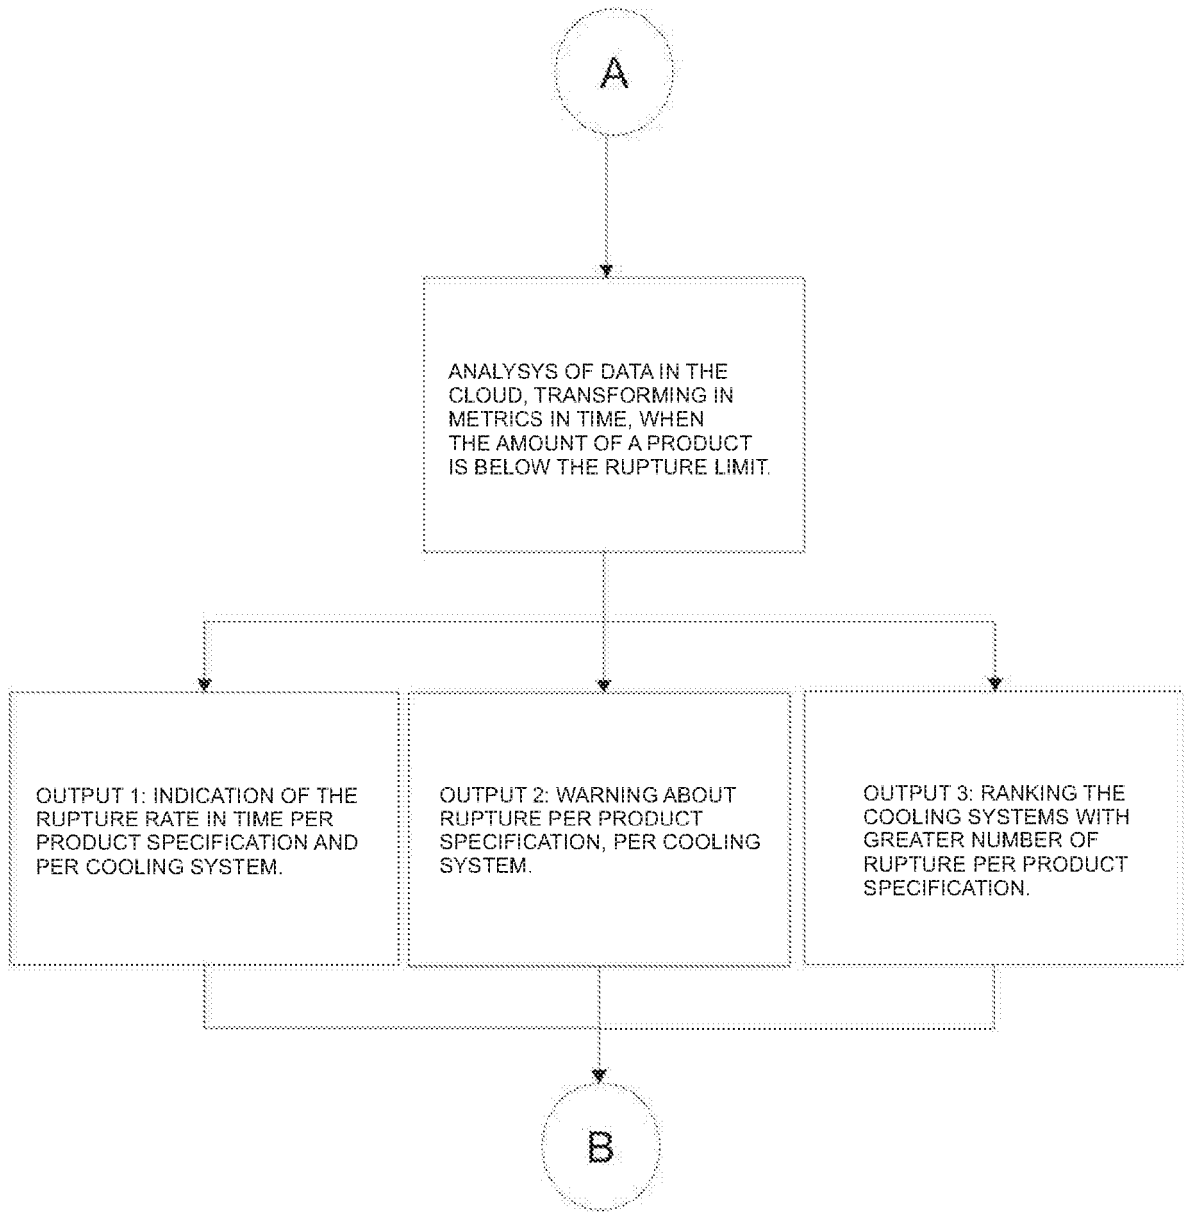 A
ANALYSYS OF DATA IN THE
CLOUD, TRANSFORMING IN
METRICS IN TIME, WHEN
THE AMOUNT OF A PRODUCT
IS BELOW THE RUPTURE LIMIT.
OUTPUT 1: INDICATION OF THE
RUPTURE RATE IN TIME PER
PRODUCT SPECIFICATION AND
PER COOLING SYSTEM.
OUTPUT 2: WARNING ABOUT
RUPTURE PER PRODUCT
SPECIFICATION, PER COOLING
SYSTEM.
OUTPUT 3: RANKING THE
COOLING SYSTEMS WITH
GREATER NUMBER OF
RUPTURE PER PRODUCT
SPECIFICATION.
B